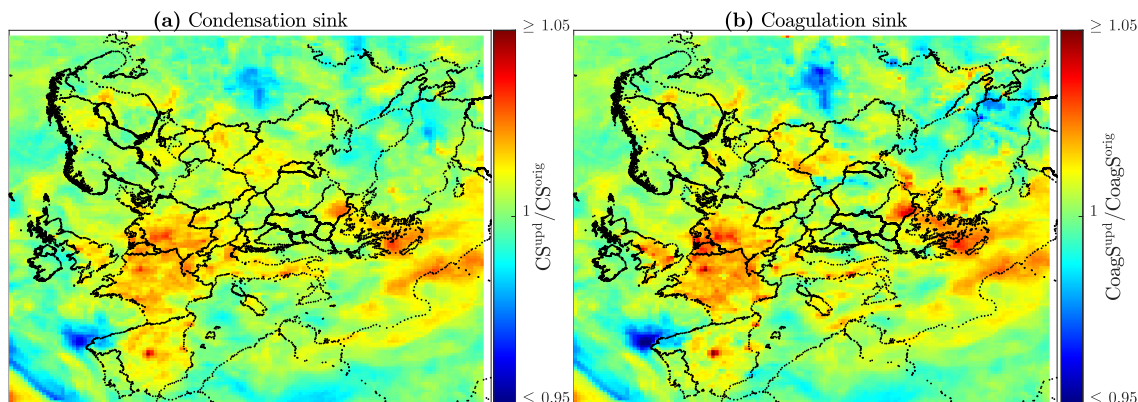 (a) Condensation sink
≥ 1.05
1
≤ 0.95
CS^upd / CS^orig
(b) Coagulation sink
≥ 1.05
1
≤ 0.95
CoagS^upd / CoagS^orig